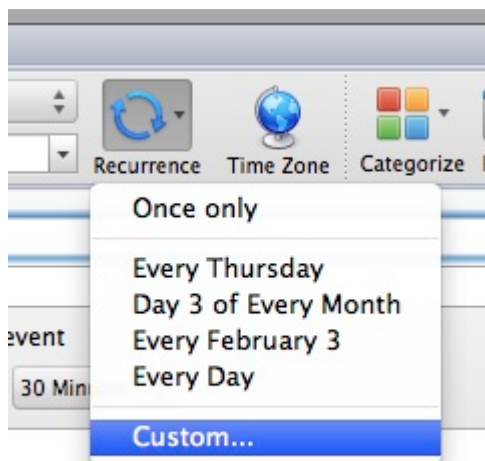 Recurrence Time Zone Categorize
Once only
Every Thursday
Day 3 of Every Month
event
Every February 3
Every Day
30 Min
Custom...